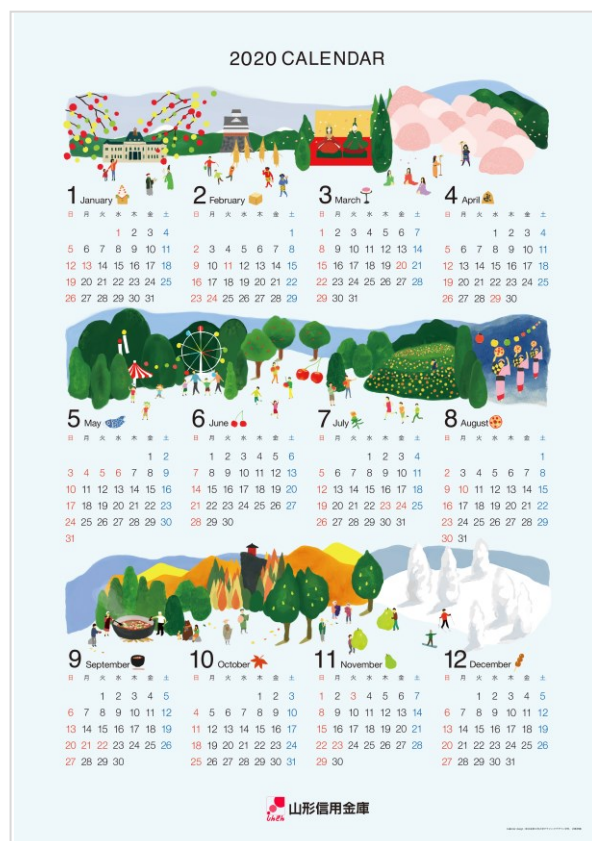 2020 CALENDAR
1 January
日 月 火 水 木 金 土
1 2 3 4
5 6 7 8 9 10 11
12 13 14 15 16 17 18
19 20 21 22 23 24 25
26 27 28 29 30 31
2 February
日 月 火 水 木 金 土
1
2 3 4 5 6 7 8
9 10 11 12 13 14 15
16 17 18 19 20 21 22
23 24 25 26 27 28 29
3 March
日 月 火 水 木 金 土
1 2 3 4 5 6 7
8 9 10 11 12 13 14
15 16 17 18 19 20 21
22 23 24 25 26 27 28
29 30 31
4 April
日 月 火 水 木 金 土
1 2 3 4
5 6 7 8 9 10 11
12 13 14 15 16 17 18
19 20 21 22 23 24 25
26 27 28 29 30
5 May
日 月 火 水 木 金 土
1 2
3 4 5 6 7 8 9
10 11 12 13 14 15 16
17 18 19 20 21 22 23
24 25 26 27 28 29 30
31
6 June
日 月 火 水 木 金 土
1 2 3 4 5 6
7 8 9 10 11 12 13
14 15 16 17 18 19 20
21 22 23 24 25 26 27
28 29 30
7 July
日 月 火 水 木 金 土
1 2 3 4
5 6 7 8 9 10 11
12 13 14 15 16 17 18
19 20 21 22 23 24 25
26 27 28 29 30 31
8 August
日 月 火 水 木 金 土
1
2 3 4 5 6 7 8
9 10 11 12 13 14 15
16 17 18 19 20 21 22
23 24 25 26 27 28 29
30 31
9 September
日 月 火 水 木 金 土
1 2 3 4 5
6 7 8 9 10 11 12
13 14 15 16 17 18 19
20 21 22 23 24 25 26
27 28 29 30
10 October
日 月 火 水 木 金 土
1 2 3
4 5 6 7 8 9 10
11 12 13 14 15 16 17
18 19 20 21 22 23 24
25 26 27 28 29 30 31
11 November
日 月 火 水 木 金 土
1 2 3 4 5 6 7
8 9 10 11 12 13 14
15 16 17 18 19 20 21
22 23 24 25 26 27 28
29 30
12 December
日 月 火 水 木 金 土
1 2 3 4 5
6 7 8 9 10 11 12
13 14 15 16 17 18 19
20 21 22 23 24 25 26
27 28 29 30 31
しんきん 山形信用金庫